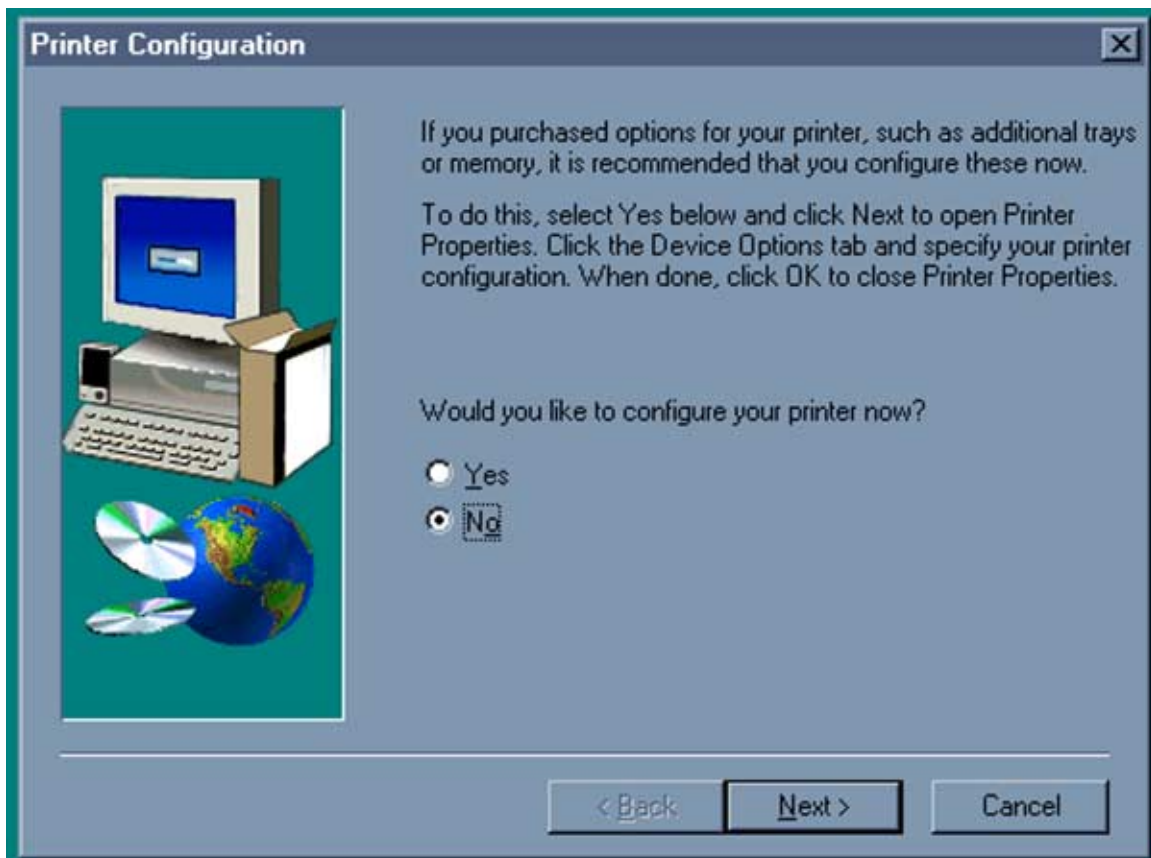 Printer Configuration
If you purchased options for your printer, such as additional trays
or memory, it is recommended that you configure these now.
To do this, select Yes below and click Next to open Printer
Properties. Click the Device Options tab and specify your printer
configuration. When done, click OK to close Printer Properties.
Would you like to configure your printer now?
Yes
No
< Back
Next >
Cancel